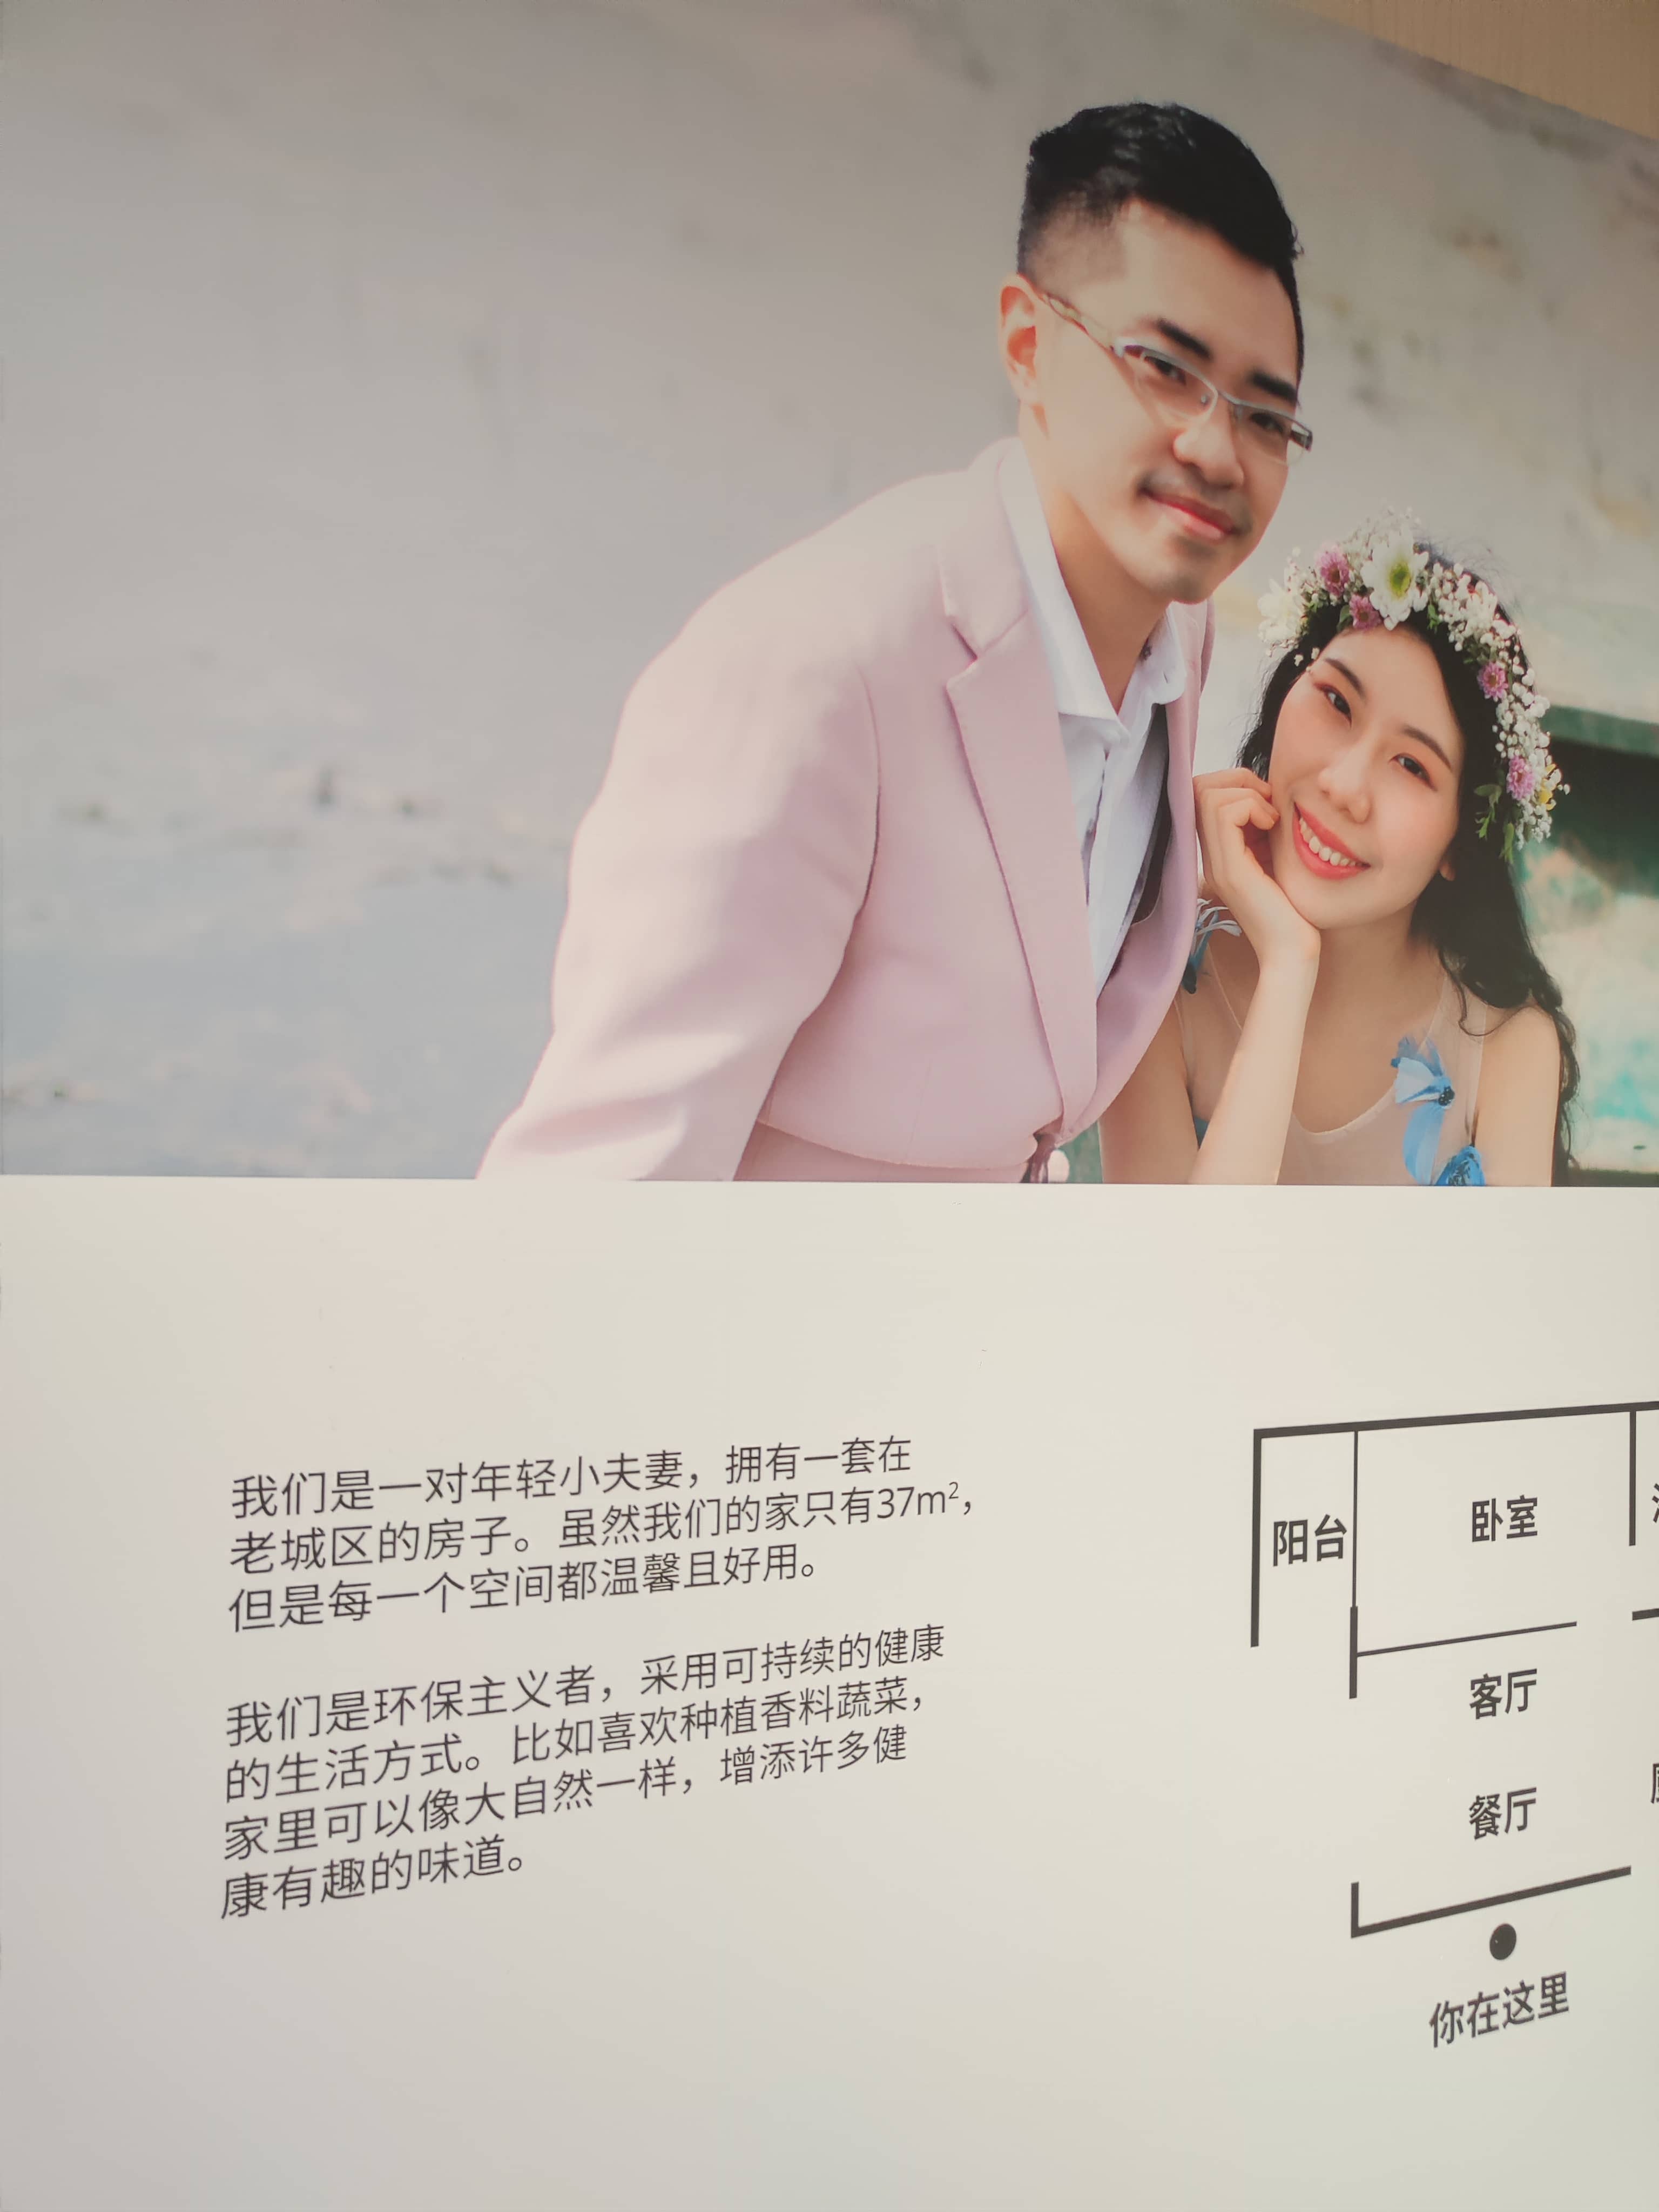 我们是一对年轻小夫妻，拥有一套在
老城区的房子。虽然我们的家只有37m²，
但是每一个空间都温馨且好用。
我们是环保主义者，采用可持续的健康
的生活方式。比如喜欢种植香料蔬菜，
家里可以像大自然一样，增添许多健
康有趣的味道。
阳台
卧室
客厅
餐厅
你在这里